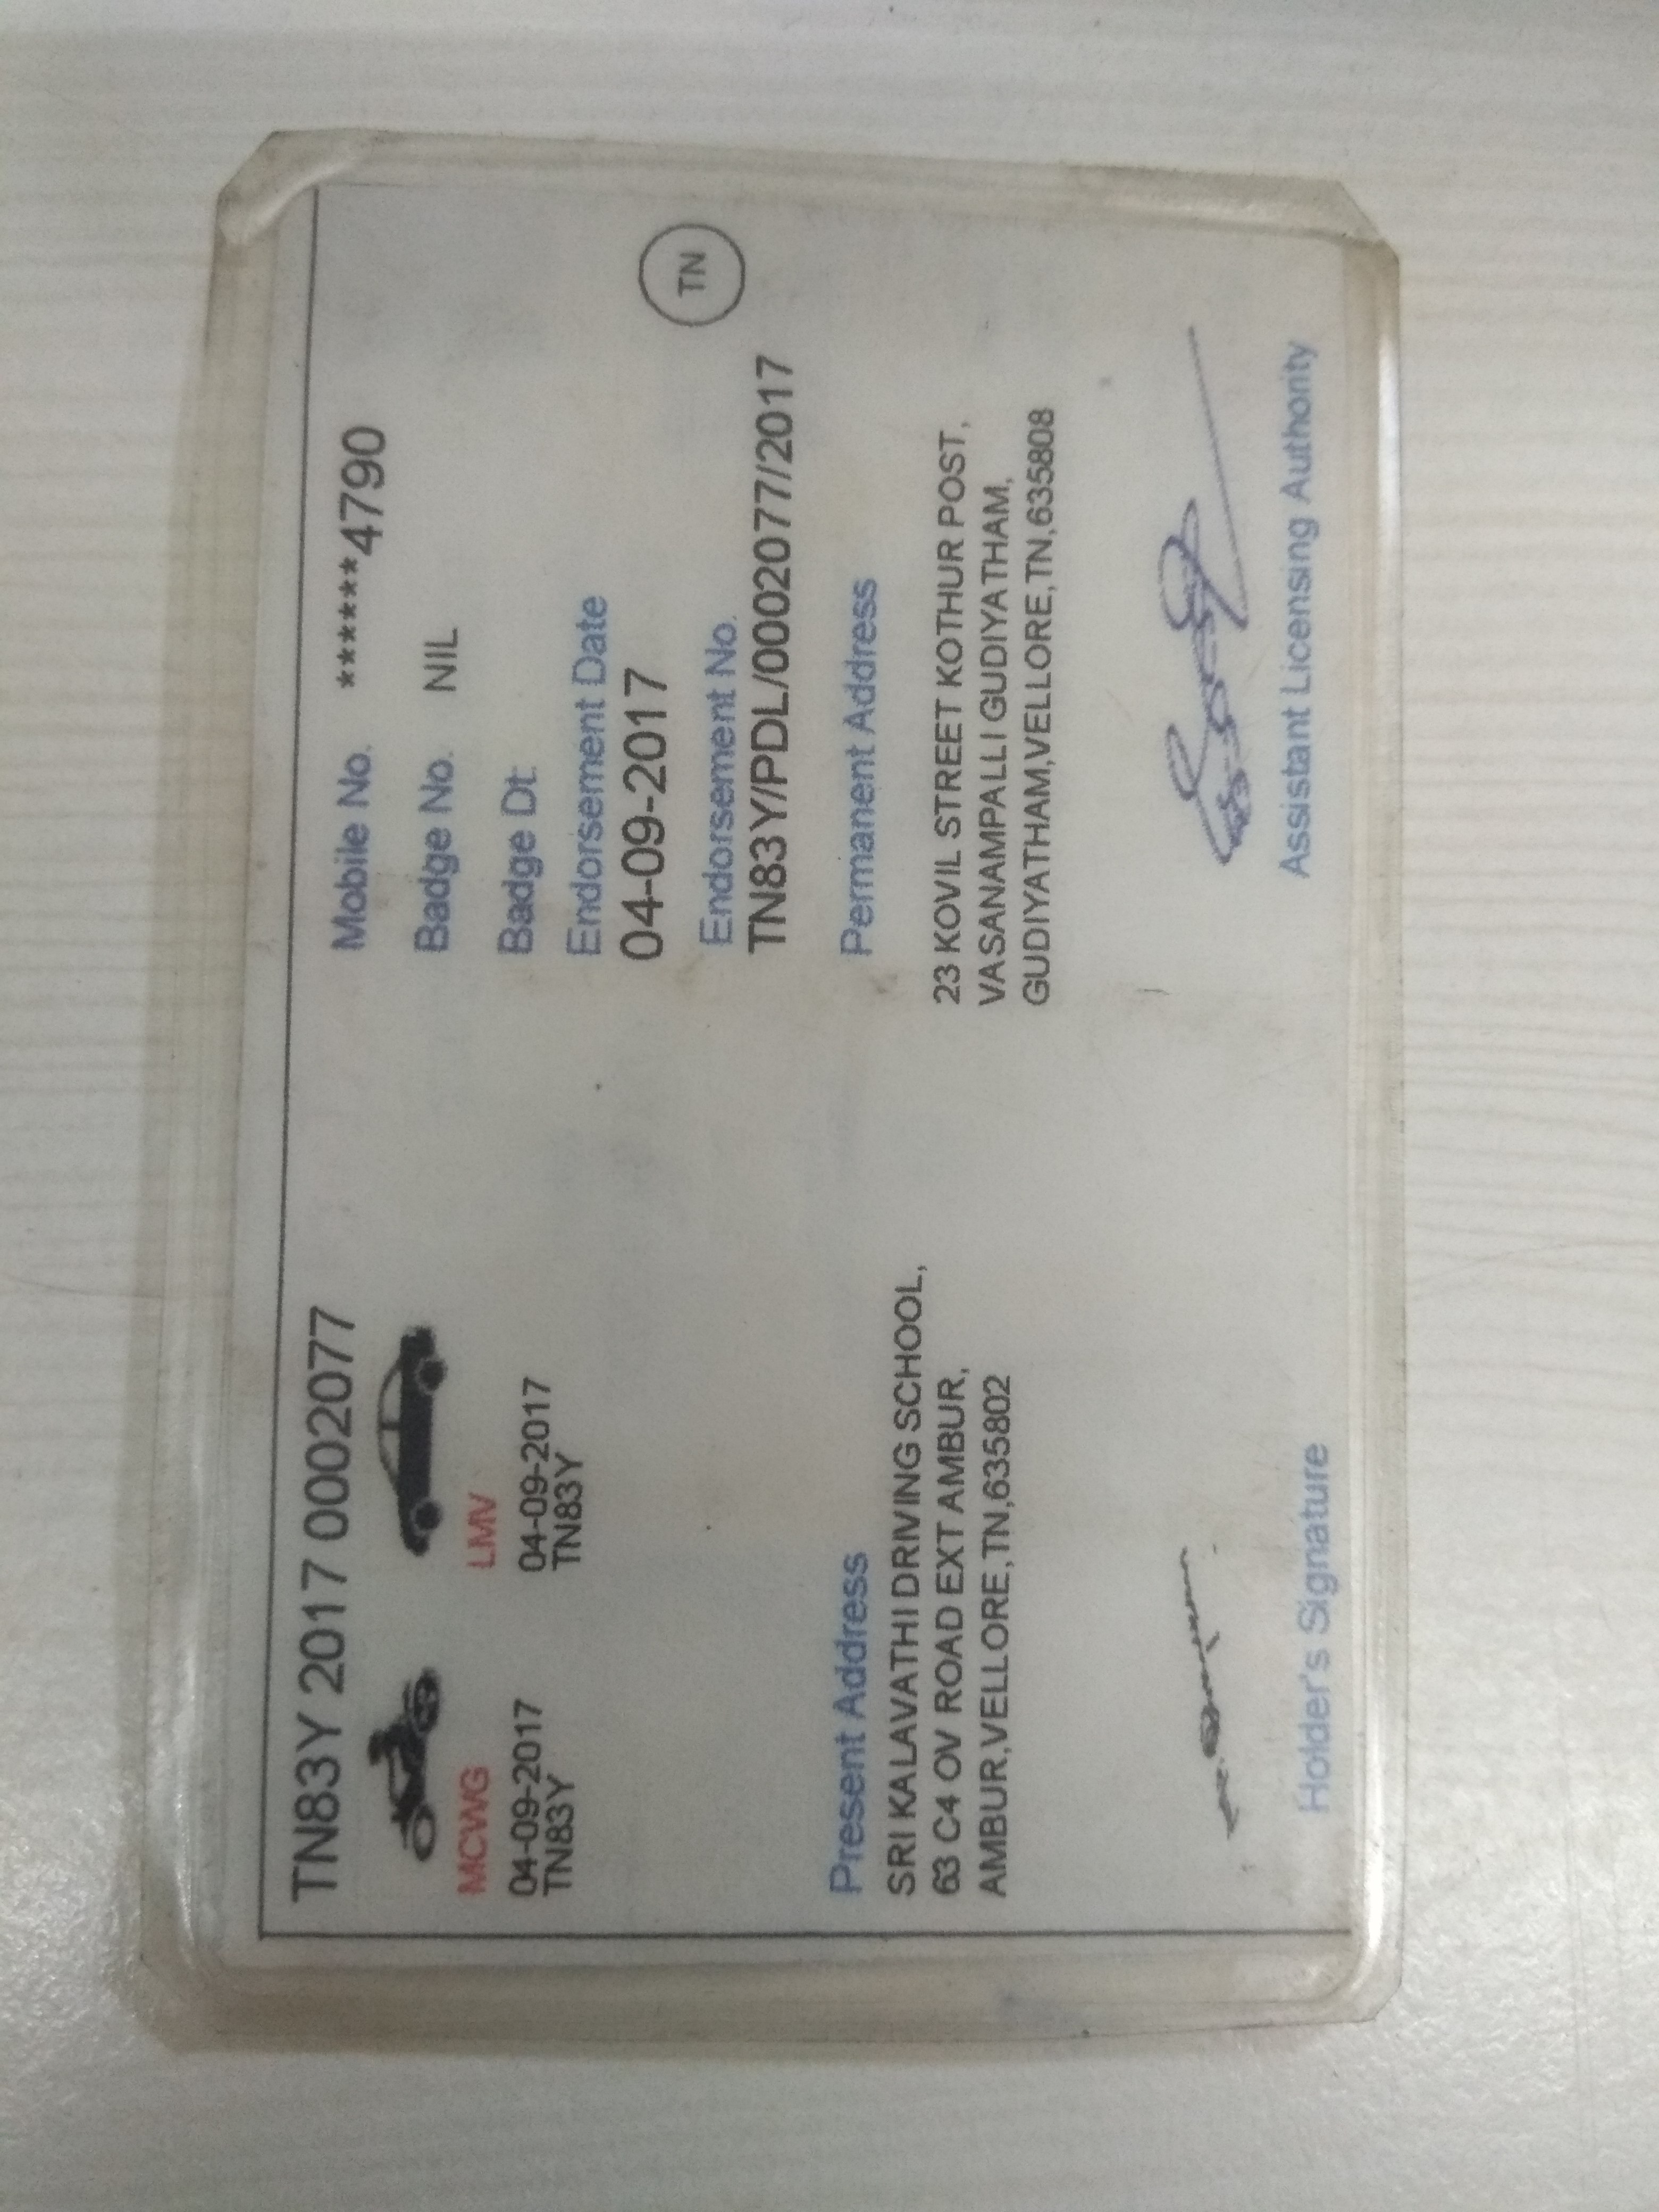 TN83Y 2017 0002077
MCWG
04-09-2017
TN83Y
LMV
04-09-2017
TN83Y
Mobile No. ******4790
Badge No. NIL
Badge Dt.
Endorsement Date
04-09-2017
Endorsement No.
TN83Y/PDL/0002077/2017
TN
Present Address
SRI KALAVATHI DRIVING SCHOOL,
63 C4 OV ROAD EXT AMBUR,
AMBUR,VELLORE,TN,635802
Permanent Address
23 KOVIL STREET KOTHUR POST,
VASANAMPALLI GUDIYATHAM,
GUDIYATHAM,VELLORE,TN,635808
Holder's Signature
Assistant Licensing Authority